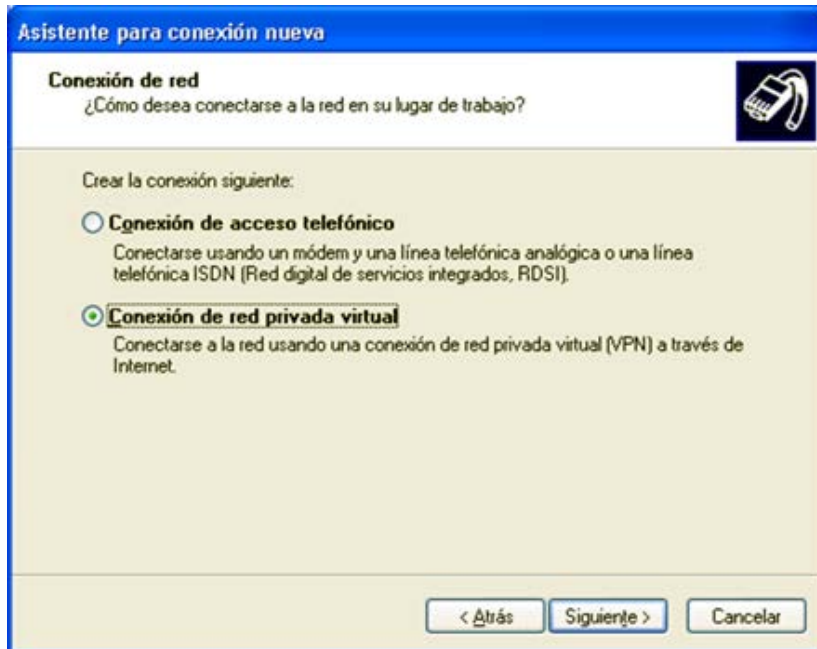 Asistente para conexión nueva
Conexión de red
¿Cómo desea conectarse a la red en su lugar de trabajo?
Crear la conexión siguiente:
Conexión de acceso telefónico
Conectarse usando un módem y una línea telefónica analógica o una línea
telefónica ISDN (Red digital de servicios integrados, RDSI).
Conexión de red privada virtual
Conectarse a la red usando una conexión de red privada virtual (VPN) a través de
Internet.
< Atrás Siguiente > Cancelar